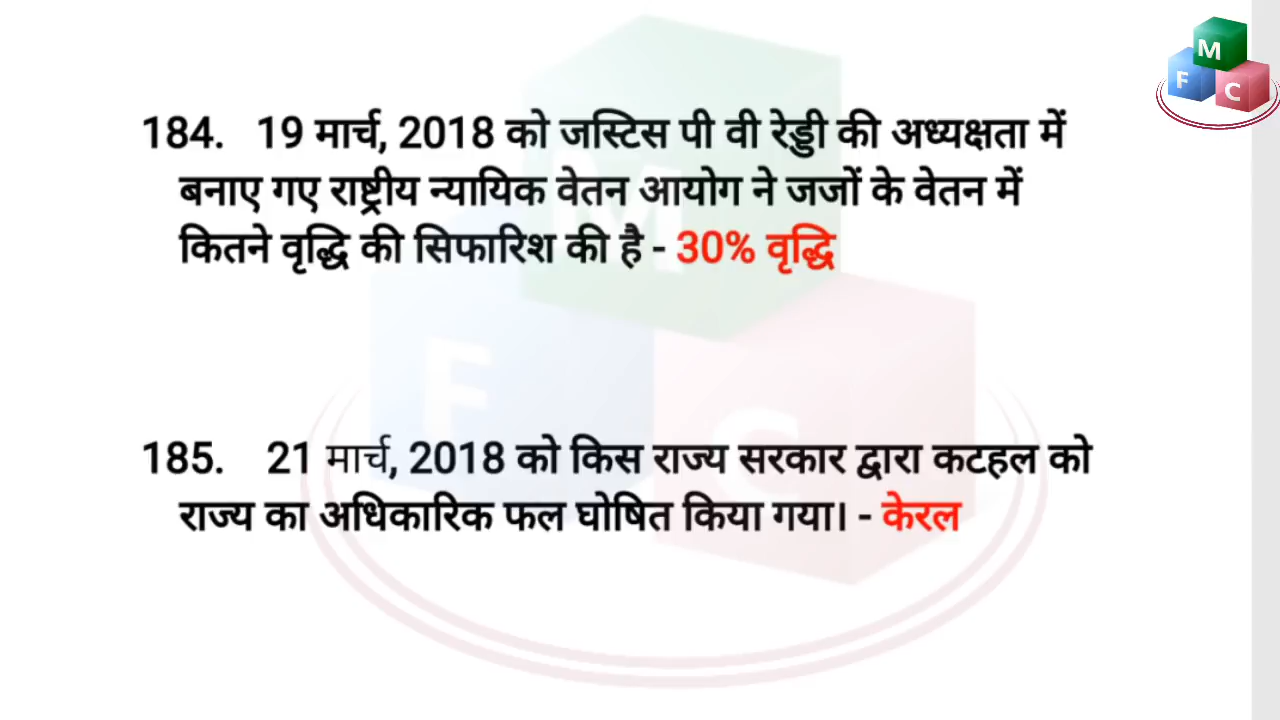 M
F C
184. 19 मार्च, 2018 को जस्टिस पी वी रेड्डी की अध्यक्षता में
बनाए गए राष्ट्रीय न्यायिक वेतन आयोग ने जजों के वेतन में
कितने वृद्धि की सिफारिश की है - 30% वृद्धि
M
F
C
185. 21 मार्च, 2018 को किस राज्य सरकार द्वारा कटहल को
राज्य का अधिकारिक फल घोषित किया गया। - केरल